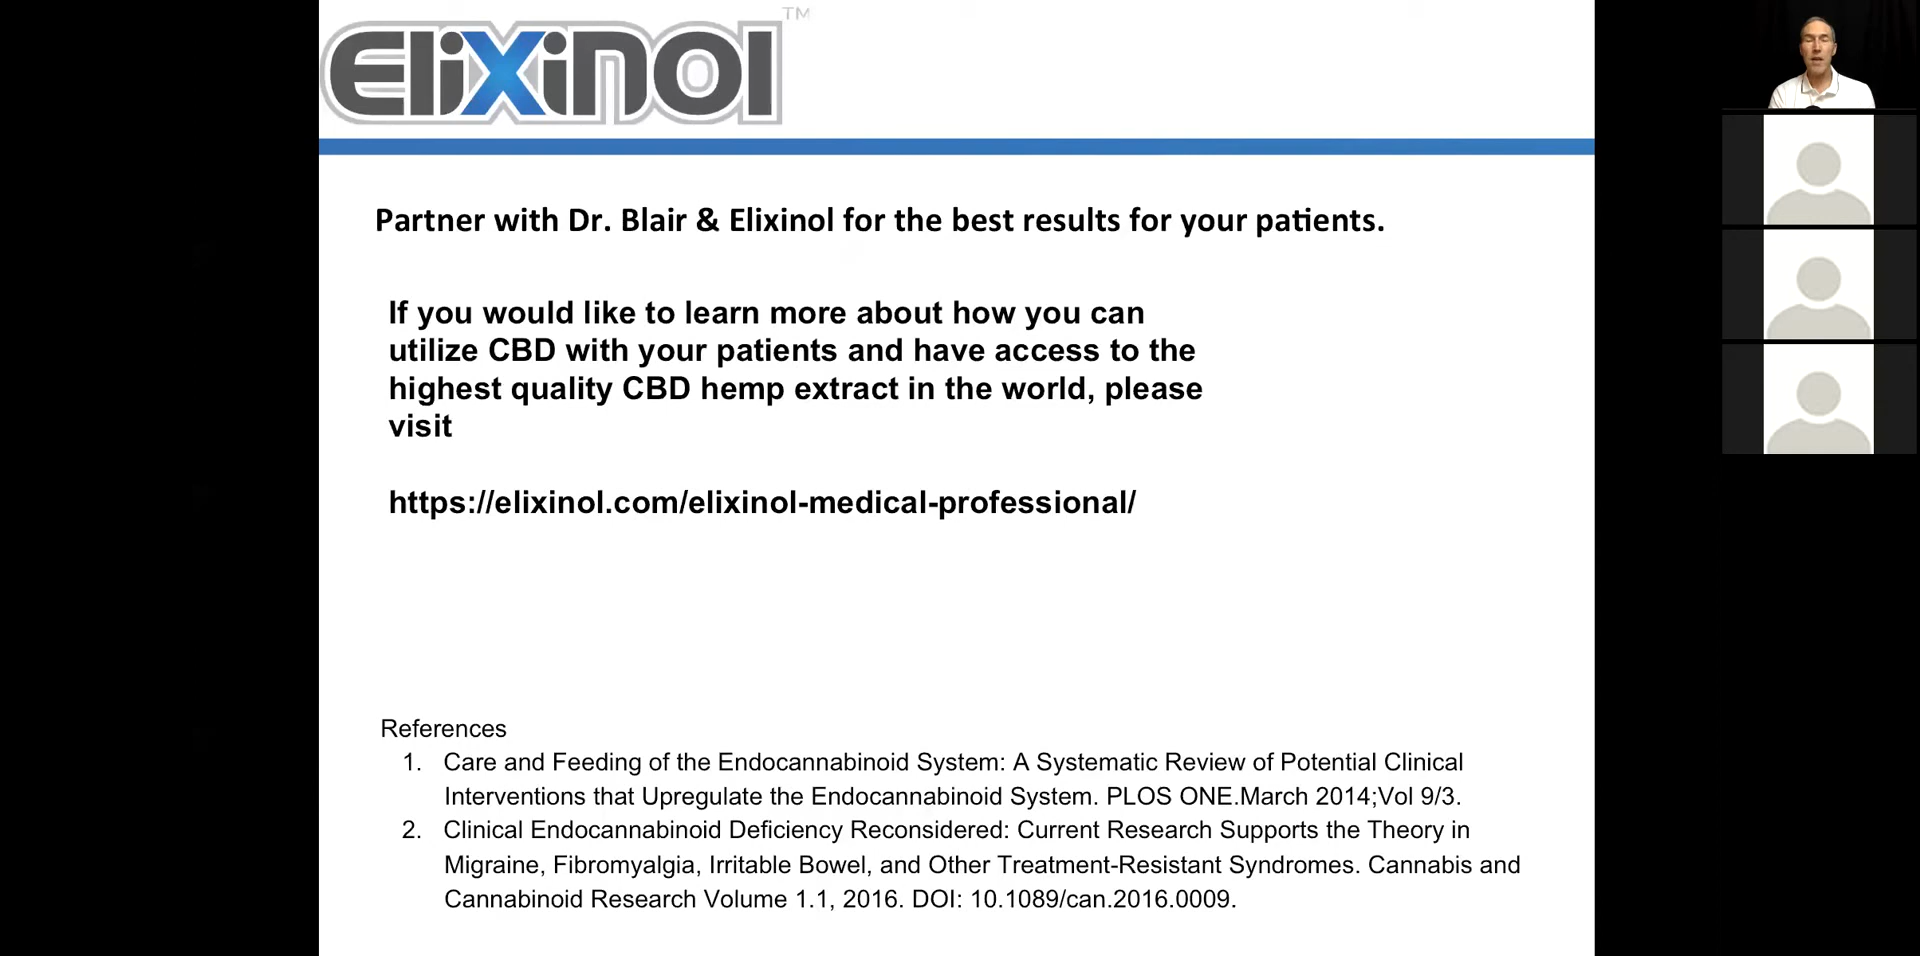 Elixinol TM
Partner with Dr. Blair & Elixinol for the best results for your patients.
If you would like to learn more about how you can
utilize CBD with your patients and have access to the
highest quality CBD hemp extract in the world, please
visit
https://elixinol.com/elixinol-medical-professional/
References
1. Care and Feeding of the Endocannabinoid System: A Systematic Review of Potential Clinical
Interventions that Upregulate the Endocannabinoid System. PLOS ONE.March 2014;Vol 9/3.
2. Clinical Endocannabinoid Deficiency Reconsidered: Current Research Supports the Theory in
Migraine, Fibromyalgia, Irritable Bowel, and Other Treatment-Resistant Syndromes. Cannabis and
Cannabinoid Research Volume 1.1, 2016. DOI: 10.1089/can.2016.0009.